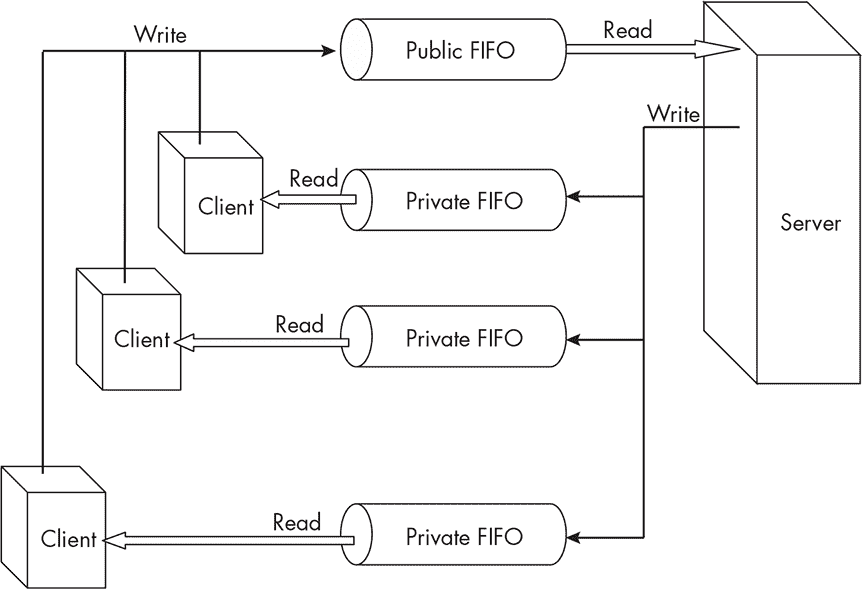 Write
Public FIFO
Read
Write
Client
Read
Private FIFO
Server
Client
Read
Private FIFO
Client
Read
Private FIFO